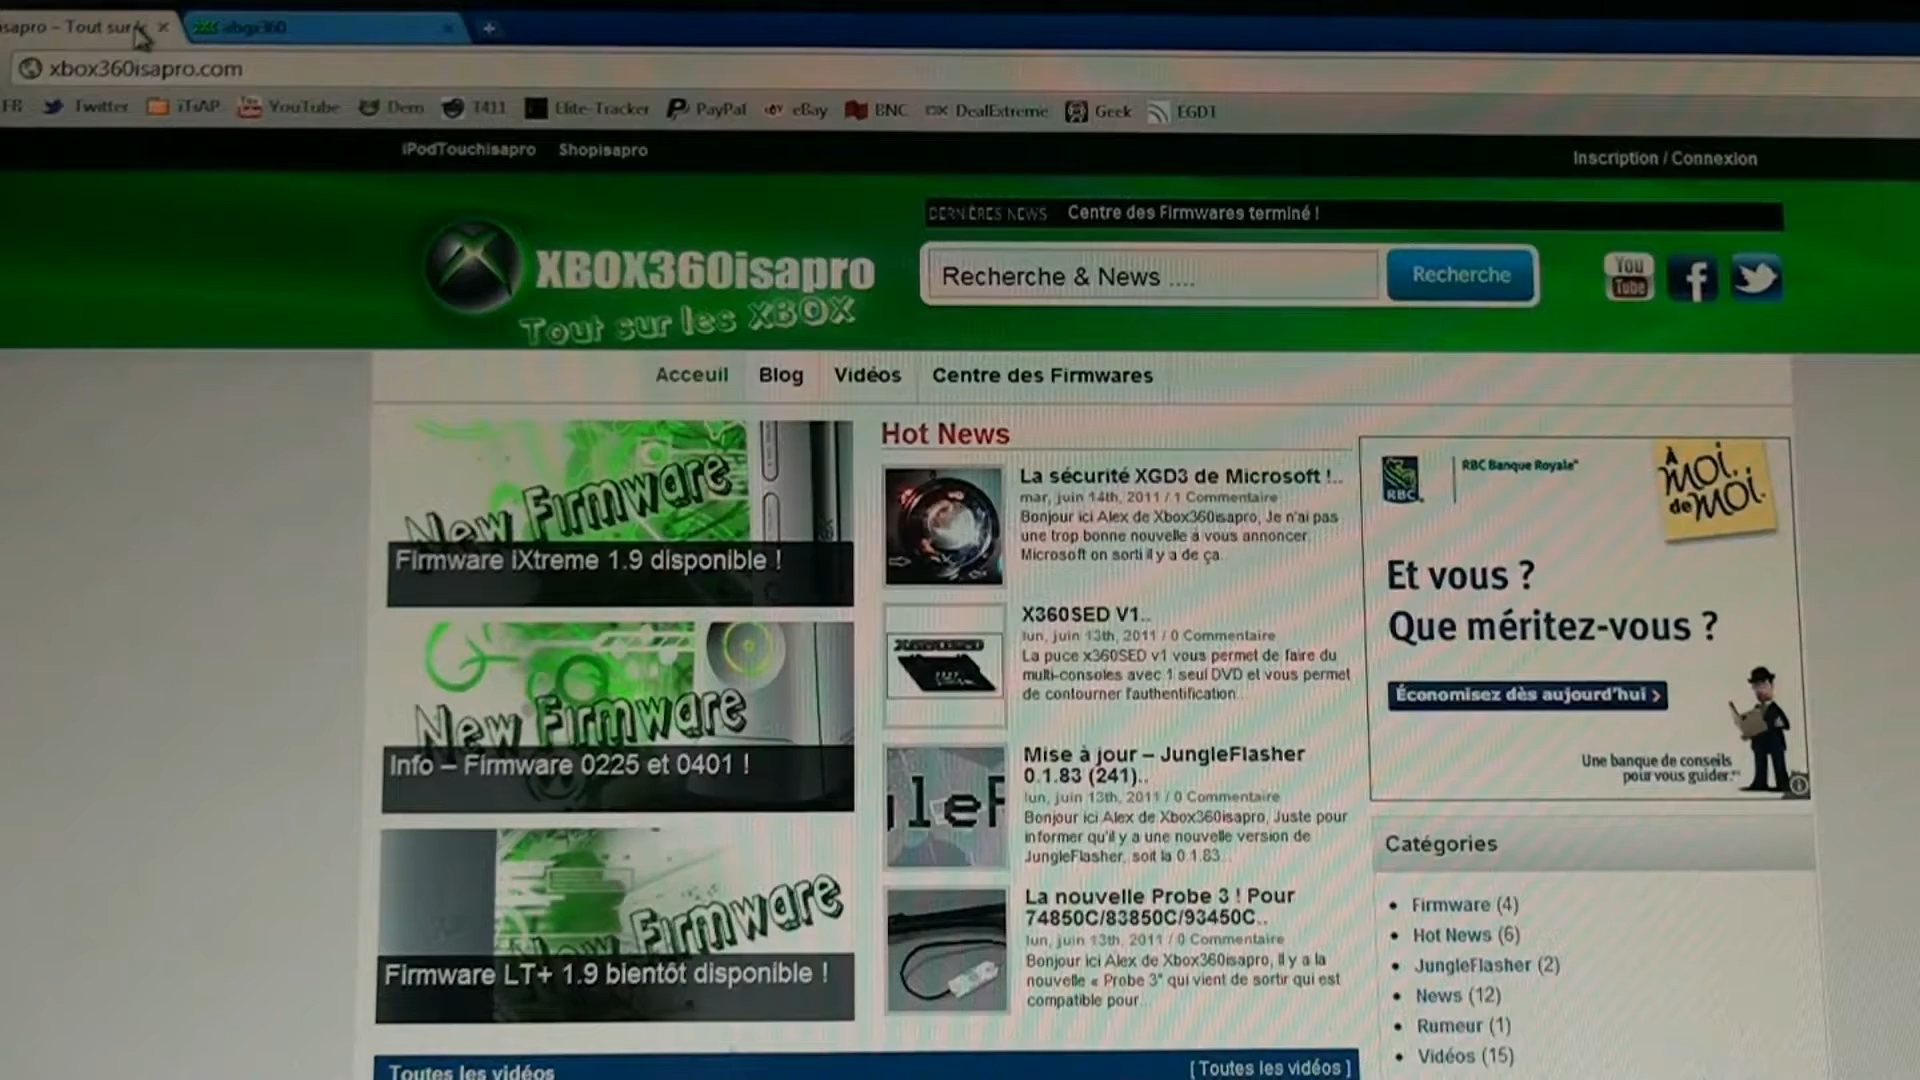 isapro – Tout sur
abgx360
xbox360isapro.com
FR Twitter iTiAP YouTube Demo T411 Elite-Tracker PayPal eBay BNC DealExtreme Geek EGDT
iPodTouchisapro Shopisapro
Inscription / Connexion
DERNIÈRES NEWS Centre des Firmwares terminé !
XBOX360isapro
Tout sur les XBOX
Recherche & News ....
Recherche
You
Tube
Acceuil Blog Vidéos Centre des Firmwares
New Firmware
Firmware iXtreme 1.9 disponible !
New Firmware
Info – Firmware 0225 et 0401 !
New Firmware
Firmware LT+ 1.9 bientôt disponible !
Hot News
La sécurité XGD3 de Microsoft !..
mar, juin 14th, 2011 / 1 Commentaire
Bonjour ici Alex de Xbox360isapro, Je n'ai pas
une trop bonne nouvelle à vous annoncer.
Microsoft on sorti il y a de ça
X360SED V1..
lun, juin 13th, 2011 / 0 Commentaire
La puce x360SED v1 vous permet de faire du
multi-consoles avec 1 seul DVD et vous permet
de contourner l'authentification
Mise à jour – JungleFlasher
0.1.83 (241)..
lun, juin 13th, 2011 / 0 Commentaire
Bonjour ici Alex de Xbox360isapro, Juste pour
informer qu'il y a une nouvelle version de
JungleFlasher, soit la 0.1.83...
La nouvelle Probe 3 ! Pour
74850C/83850C/93450C..
lun, juin 13th, 2011 / 0 Commentaire
Bonjour ici Alex de Xbox360isapro, Il y a la
nouvelle « Probe 3" qui vient de sortir qui est
compatible pour
RBC
RBC Banque Royale
À
moi.
de moi.
Et vous ?
Que méritez-vous ?
Économisez dès aujourd'hui >
Une banque de conseils
pour vous guider.
Catégories
• Firmware (4)
• Hot News (6)
• JungleFlasher (2)
• News (12)
• Rumeur (1)
• Vidéos (15)
Toutes les vidéos
[ Toutes les vidéos ]